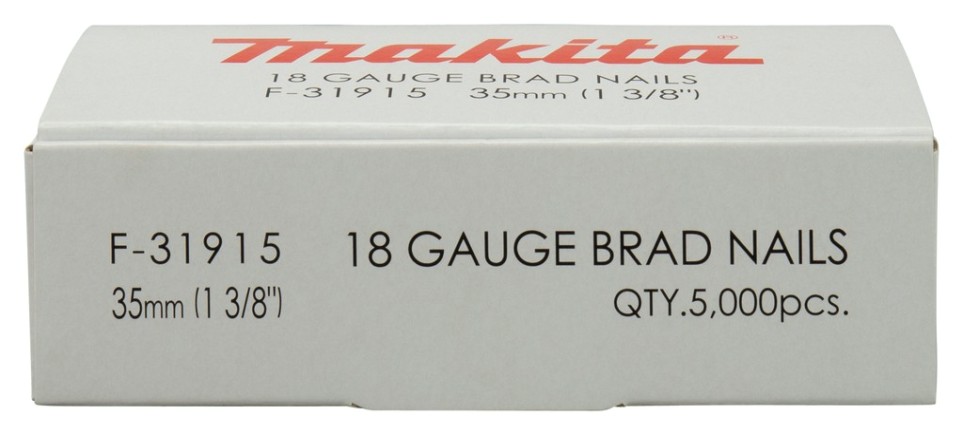 makita®
18 GAUGE BRAD NAILS
F-31915 35mm (1 3/8")
F-31915 18 GAUGE BRAD NAILS
35mm (1 3/8") QTY.5,000pcs.